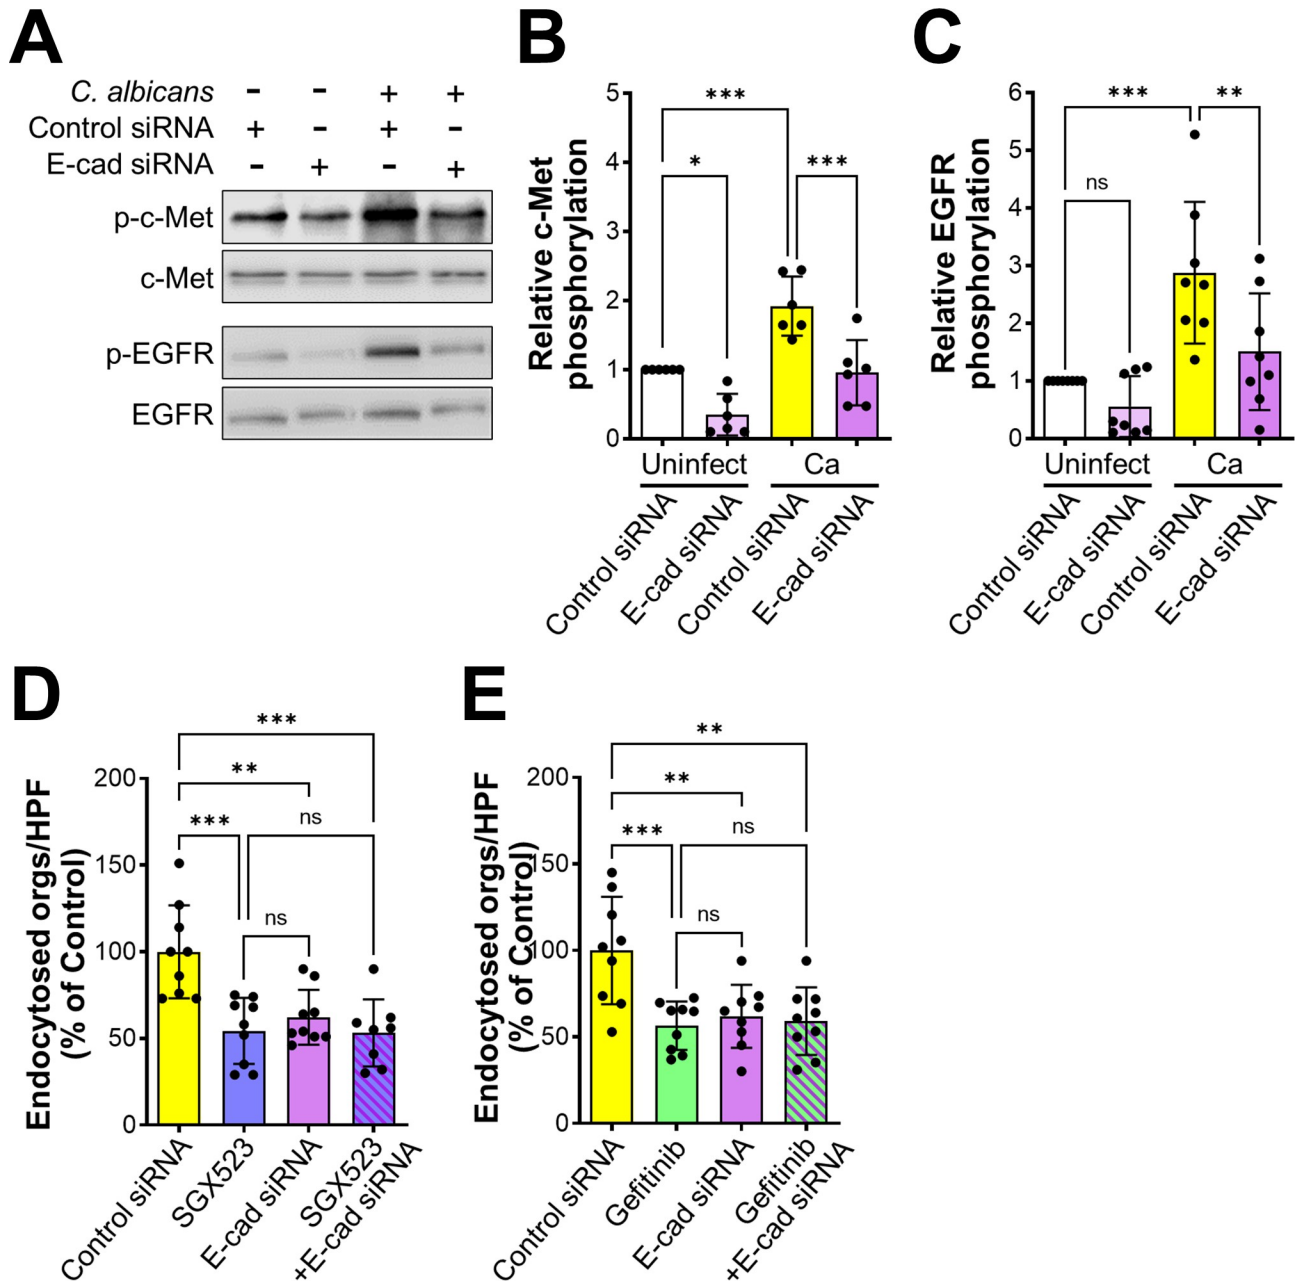 A
C. albicans - - + +
Control siRNA + - + -
E-cad siRNA - + - +
p-c-Met
c-Met
p-EGFR
EGFR
B
Relative c-Met
phosphorylation
5
4
3
2
1
0
***
*
***
Uninfect
Ca
Control siRNA
E-cad siRNA
Control siRNA
E-cad siRNA
C
Relative EGFR
phosphorylation
6
5
4
3
2
1
0
***
**
ns
Uninfect
Ca
Control siRNA
E-cad siRNA
Control siRNA
E-cad siRNA
D
Endocytosed orgs/HPF
(% of Control)
200
150
100
50
0
***
**
***
ns
ns
Control siRNA
SGX523
E-cad siRNA
SGX523
+E-cad siRNA
E
Endocytosed orgs/HPF
(% of Control)
200
150
100
50
0
**
**
***
ns
ns
Control siRNA
Gefitinib
E-cad siRNA
Gefitinib
+E-cad siRNA